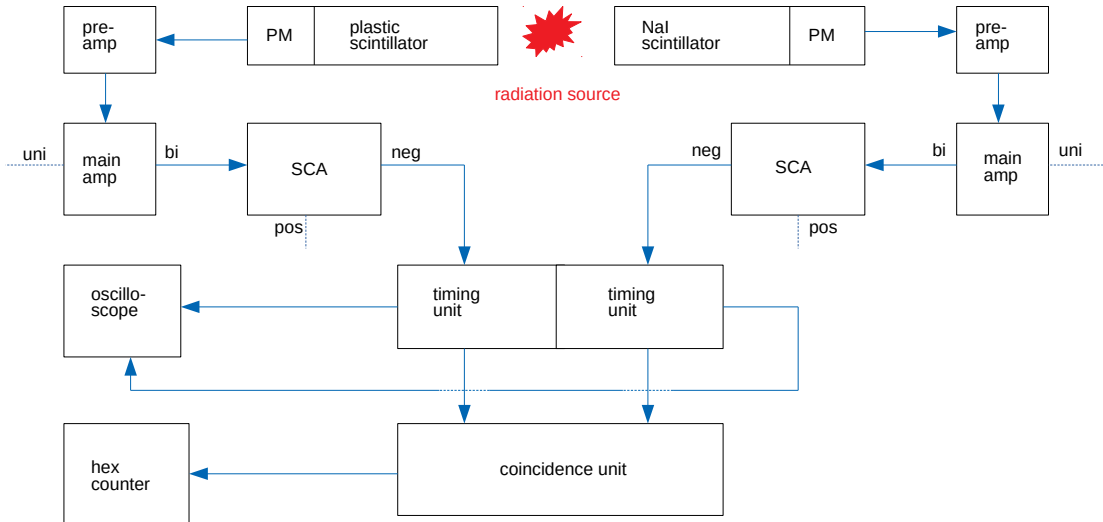 pre-
amp
PM
plastic
scintillator
NaI
scintillator
PM
pre-
amp
radiation source
uni
main
amp
bi
SCA
neg
pos
neg
SCA
pos
bi
main
amp
uni
oscillo-
scope
timing
unit
timing
unit
hex
counter
coincidence unit